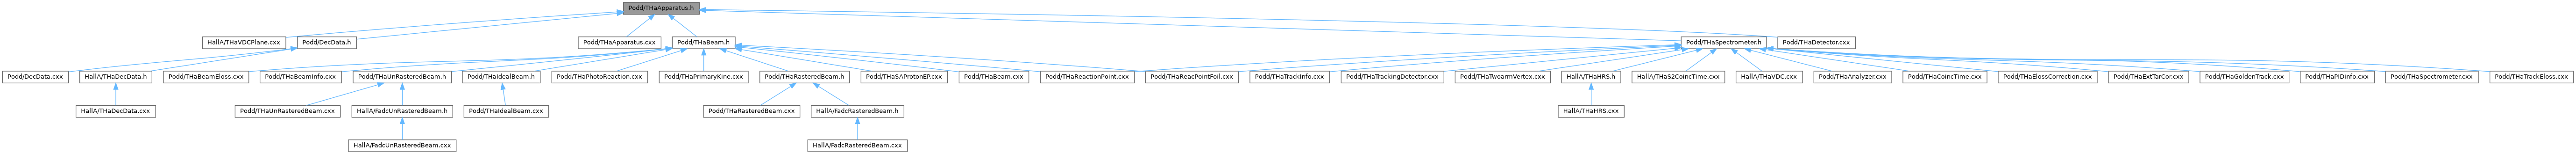 Podd/THaApparatus.h
HallA/THaVDCPlane.cxx
Podd/DecData.h
Podd/THaApparatus.cxx
Podd/THaBeam.h
Podd/THaSpectrometer.h
Podd/THaDetector.cxx
Podd/DecData.cxx
HallA/THaDecData.h
Podd/THaBeamEloss.cxx
Podd/THaBeamInfo.cxx
Podd/THaUnRasteredBeam.h
Podd/THaIdealBeam.h
Podd/THaPhotoReaction.cxx
Podd/THaPrimaryKine.cxx
Podd/THaRasteredBeam.h
Podd/THaSAProtonEP.cxx
Podd/THaBeam.cxx
Podd/THaReactionPoint.cxx
Podd/THaReacPointFoil.cxx
Podd/THaTrackInfo.cxx
Podd/THaTrackingDetector.cxx
Podd/THaTwoarmVertex.cxx
HallA/THaHRS.h
HallA/THaS2CoincTime.cxx
HallA/THaVDC.cxx
Podd/THaAnalyzer.cxx
Podd/THaCoincTime.cxx
Podd/THaElossCorrection.cxx
Podd/THaExtTarCor.cxx
Podd/THaGoldenTrack.cxx
Podd/THaPIDinfo.cxx
Podd/THaSpectrometer.cxx
Podd/THaTrackEloss.cxx
HallA/THaDecData.cxx
Podd/THaUnRasteredBeam.cxx
HallA/FadcUnRasteredBeam.h
Podd/THaIdealBeam.cxx
Podd/THaRasteredBeam.cxx
HallA/FadcRasteredBeam.h
HallA/THaHRS.cxx
HallA/FadcUnRasteredBeam.cxx
HallA/FadcRasteredBeam.cxx